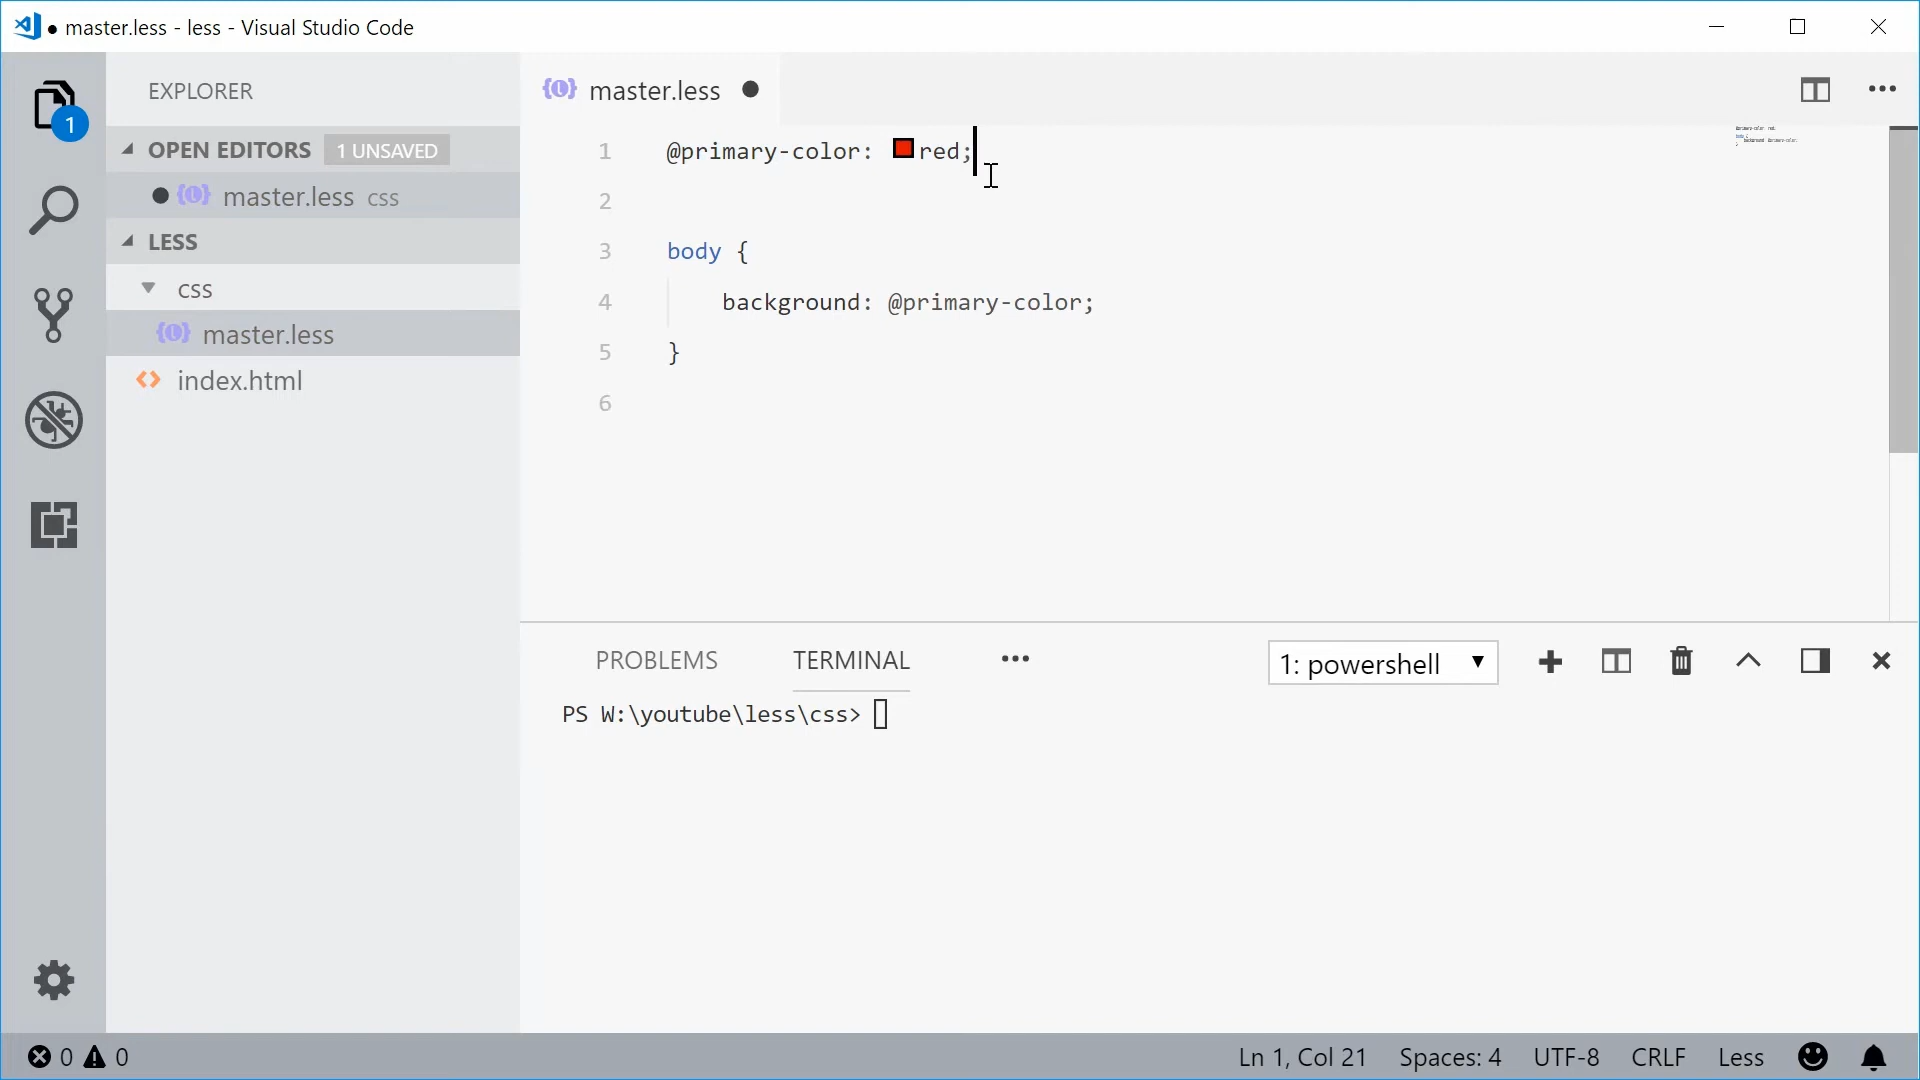 ● master.less - less - Visual Studio Code
EXPLORER
OPEN EDITORS 1 UNSAVED
● master.less css
LESS
css
master.less
index.html
1
master.less ●
1 @primary-color: red;
2
3 body {
4 background: @primary-color;
5 }
6
PROBLEMS TERMINAL ••• 1: powershell
PS W:\youtube\less\css>
0 0 Ln 1, Col 21 Spaces: 4 UTF-8 CRLF Less